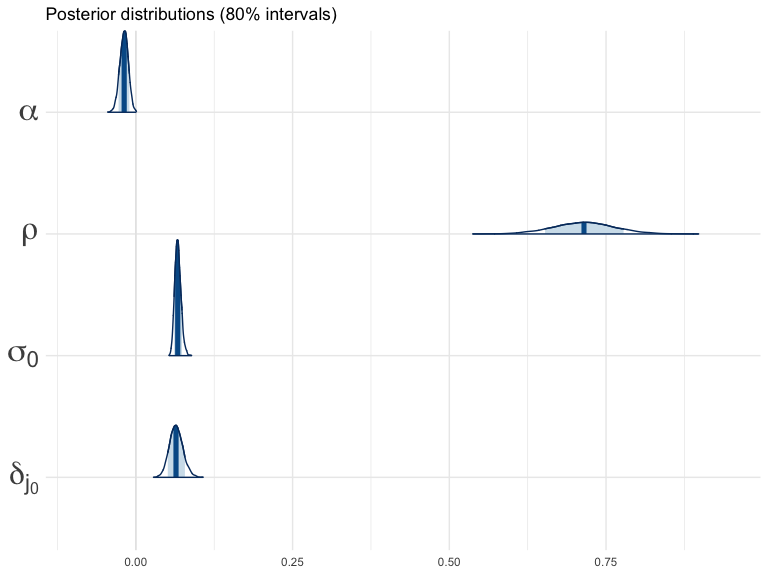 Posterior distributions (80% intervals)
α
ρ
σ₀
δj₀
0.00 0.25 0.50 0.75